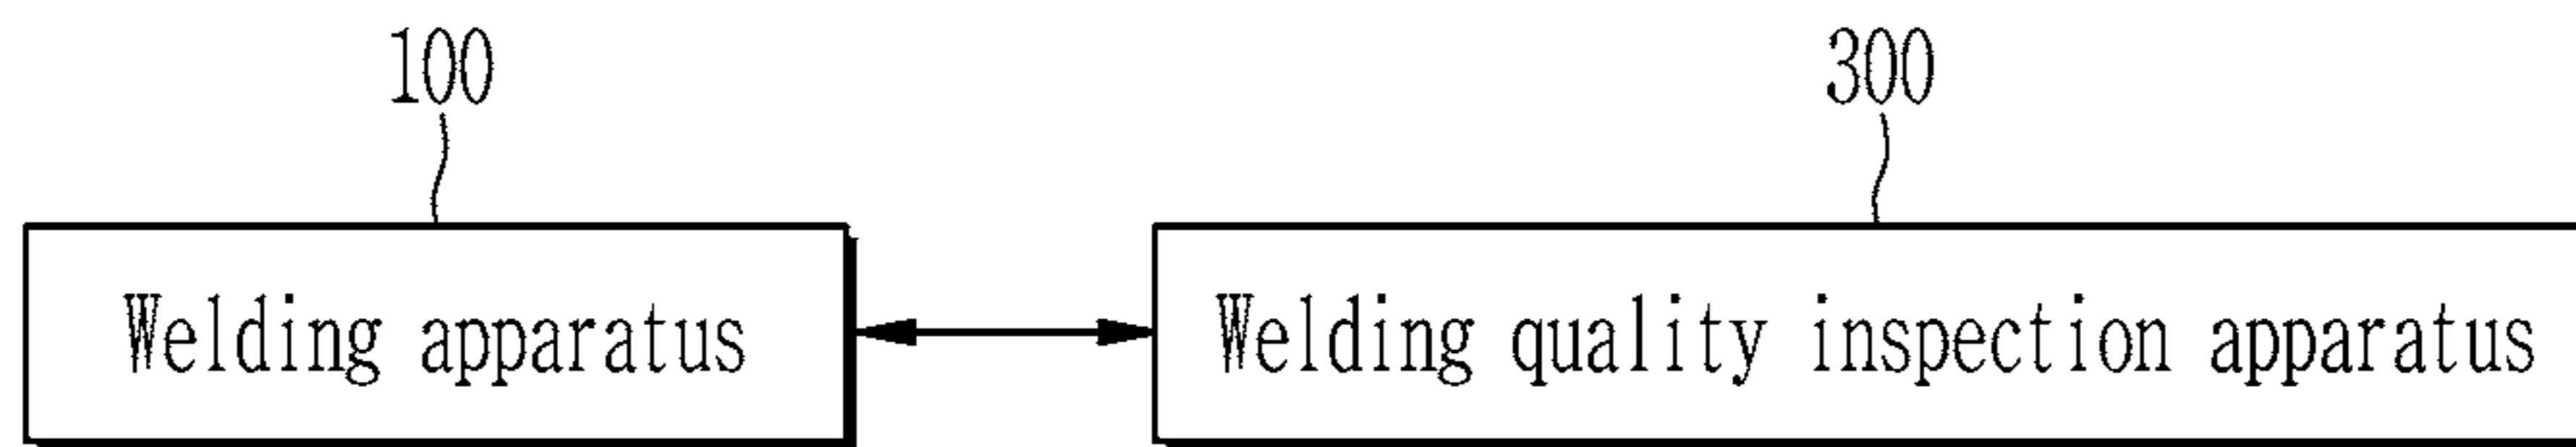 100
300
Welding apparatus
Welding quality inspection apparatus